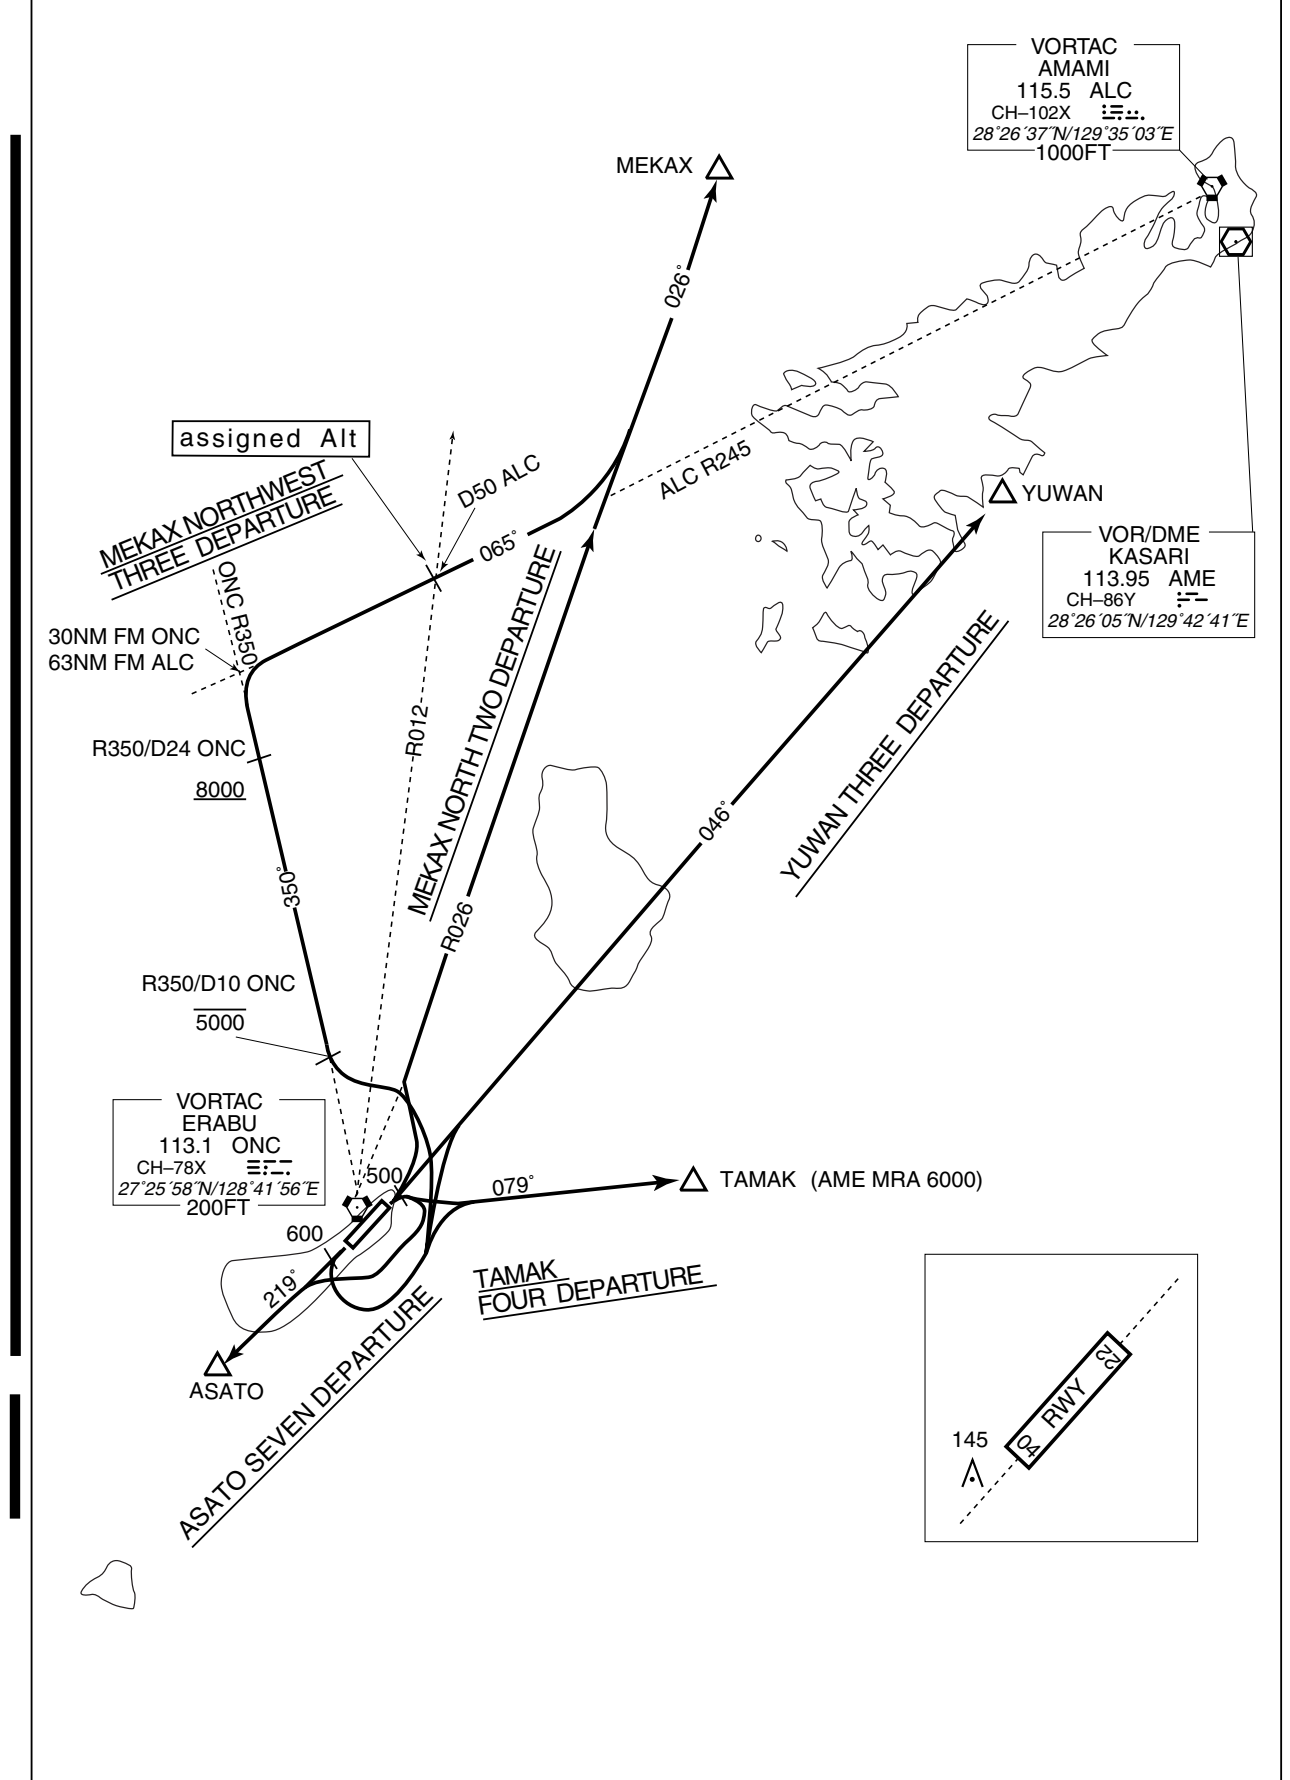 VORTAC
AMAMI
115.5 ALC
CH–102X
28°26´37˝N/129°35´03˝E
1000FT
MEKAX
026°
assigned Alt
D50 ALC
ALC R245
MEKAX NORTHWEST
THREE DEPARTURE
065°
YUWAN
VOR/DME
KASARI
113.95 AME
CH–86Y
28°26´05˝N/129°42´41˝E
ONC R350
30NM FM ONC
63NM FM ALC
R012
MEKAX NORTH TWO DEPARTURE
YUWAN THREE DEPARTURE
R350/D24 ONC
8000
046°
350°
R026
R350/D10 ONC
5000
VORTAC
ERABU
113.1 ONC
CH–78X
27°25´58˝N/128°41´56˝E
200FT
500
079°
TAMAK (AME MRA 6000)
600
219°
TAMAK
FOUR DEPARTURE
ASATO
ASATO SEVEN DEPARTURE
22
RWY
04
145